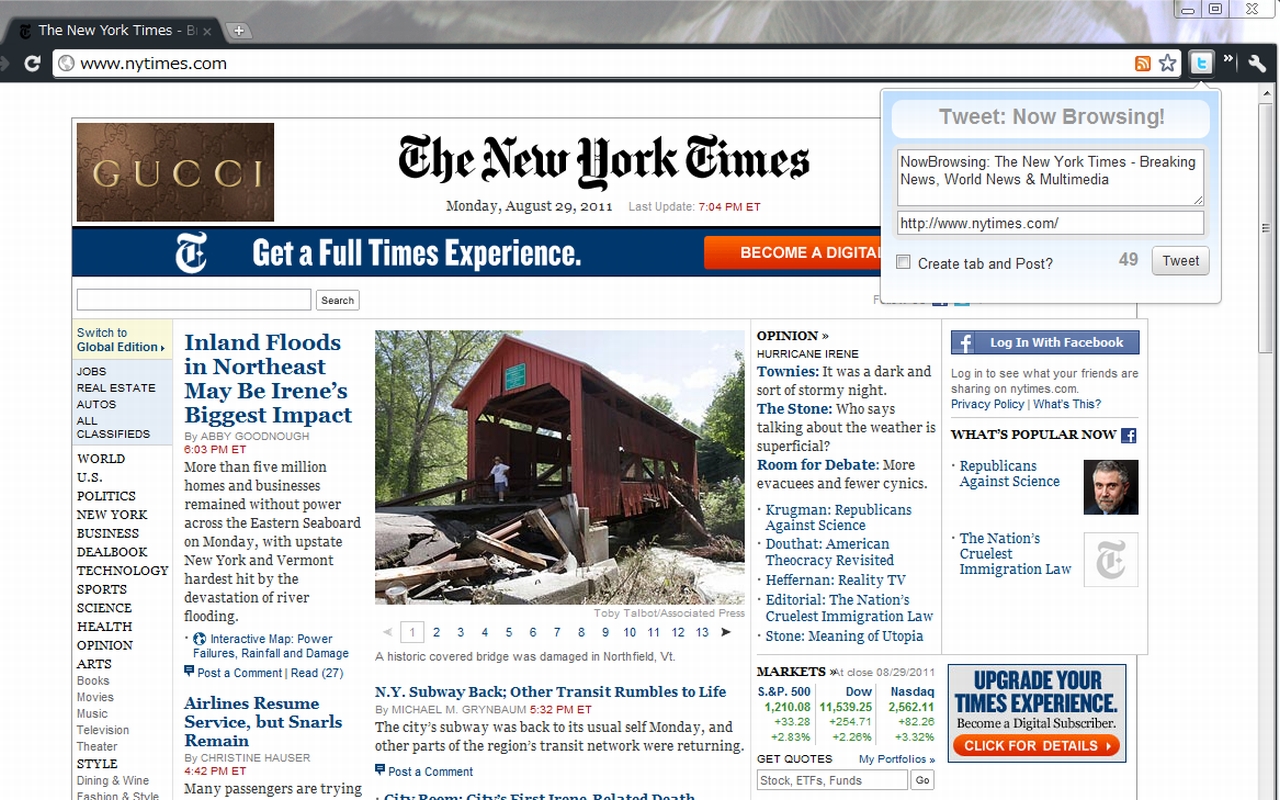 The New York Times - B
www.nytimes.com
Tweet: Now Browsing!
NowBrowsing: The New York Times - Breaking
News, World News & Multimedia
http://www.nytimes.com/
Create tab and Post?
49
Tweet
GUCCI
The New York Times
Monday, August 29, 2011
Last Update: 7:04 PM ET
Get a Full Times Experience.
BECOME A DIGITAL
Search
Switch to
Global Edition
JOBS
REAL ESTATE
AUTOS
ALL
CLASSIFIEDS
WORLD
U.S.
POLITICS
NEW YORK
BUSINESS
DEALBOOK
TECHNOLOGY
SPORTS
SCIENCE
HEALTH
OPINION
ARTS
Books
Movies
Music
Television
Theater
STYLE
Dining & Wine
Fashion & Style
Inland Floods
in Northeast
May Be Irene's
Biggest Impact
By ABBY GOODNOUGH
6:03 PM ET
More than five million
homes and businesses
remained without power
across the Eastern Seaboard
on Monday, with upstate
New York and Vermont
hardest hit by the
devastation of river
flooding.
Interactive Map: Power
Failures, Rainfall and Damage
Post a Comment | Read (27)
Airlines Resume
Service, but Snarls
Remain
By CHRISTINE HAUSER
4:42 PM ET
Many passengers are trying
Toby Talbot/Associated Press
1 2 3 4 5 6 7 8 9 10 11 12 13
A historic covered bridge was damaged in Northfield, Vt.
N.Y. Subway Back; Other Transit Rumbles to Life
By MICHAEL M. GRYNBAUM 5:32 PM ET
The city's subway was back to its usual self Monday, and
other parts of the region's transit network were returning.
Post a Comment
City Room: City's First Irene-Related Death
OPINION »
HURRICANE IRENE
Townies: It was a dark and
sort of stormy night.
The Stone: Who says
talking about the weather is
superficial?
Room for Debate: More
evacuees and fewer cynics.
Krugman: Republicans
Against Science
Douthat: American
Theocracy Revisited
Heffernan: Reality TV
Editorial: The Nation's
Cruelest Immigration Law
Stone: Meaning of Utopia
MARKETS »
At close 08/29/2011
S.&P. 500 Dow Nasdaq
1,210.08 11,539.25 2,562.11
+33.28 +254.71 +82.26
+2.83% +2.26% +3.32%
GET QUOTES
My Portfolios »
Stock, ETFs, Funds
Go
Log In With Facebook
Log in to see what your friends are
sharing on nytimes.com.
Privacy Policy | What's This?
WHAT'S POPULAR NOW
Republicans
Against Science
The Nation's
Cruelest
Immigration Law
UPGRADE YOUR
TIMES EXPERIENCE.
Become a Digital Subscriber.
CLICK FOR DETAILS